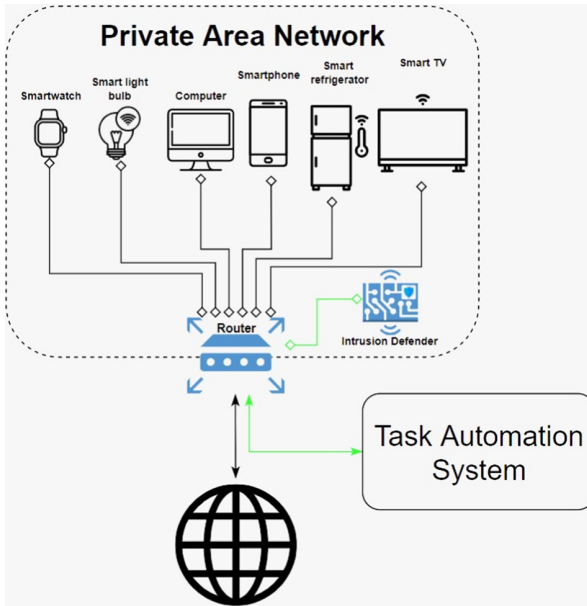 Private Area Network
Smartwatch
Smart light
bulb
Computer
Smartphone
Smart
refrigerator
Smart TV
Router
Intrusion Defender
Task Automation
System